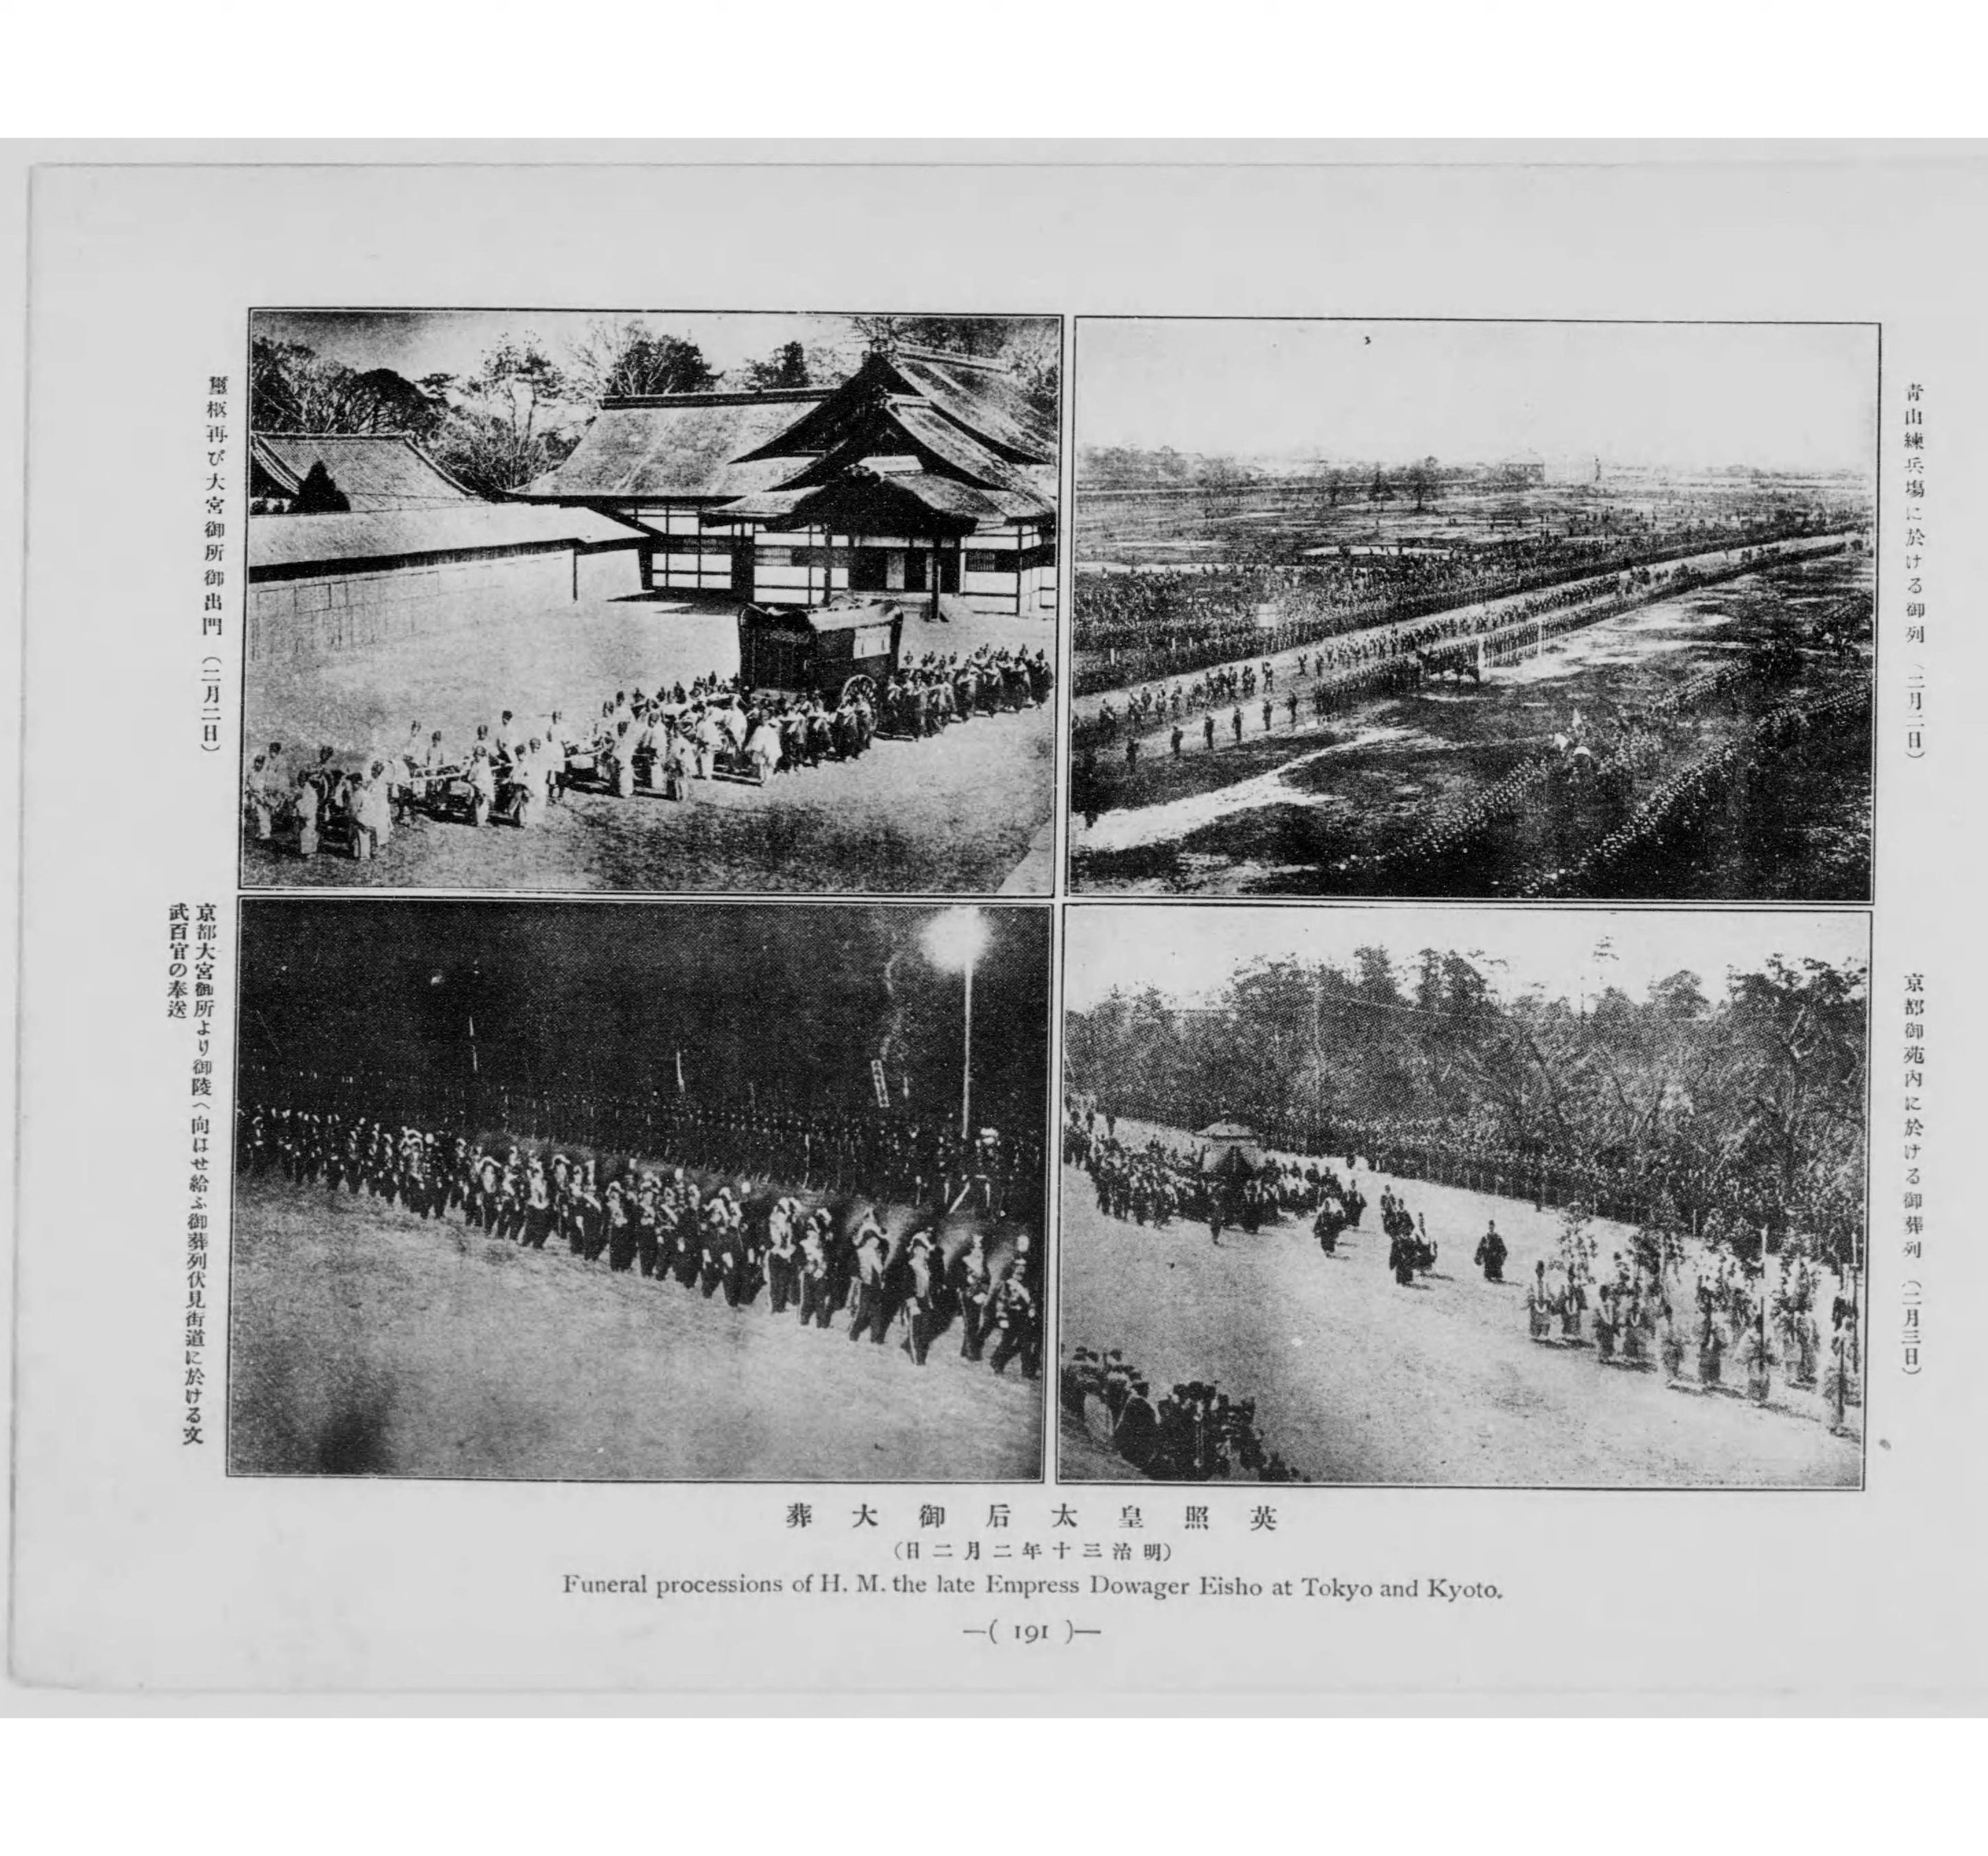 青山練兵場に於ける御列（二月二日）
璽柩再び大宮御所御出門（二月二日）
京都御苑內に於ける御葬列（二月三日）
京都大宮御所より御陵へ向はせ給ふ御葬列伏見街道に於ける文
武百官の奉送
英照皇太后御大葬
（明治三十年二月二日）
Funeral processions of H. M. the late Empress Dowager Eisho at Tokyo and Kyoto.
—( 191 )—